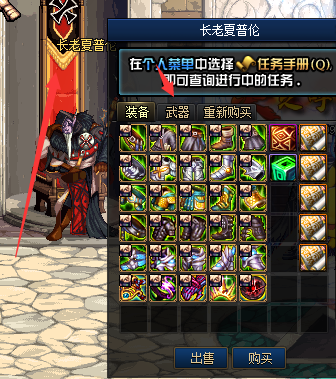 长老夏普伦
长老夏普伦
在个人菜单中选择 任务手册(Q),
即可查询进行中的任务.
装备 武器 重新购买
出售 购买